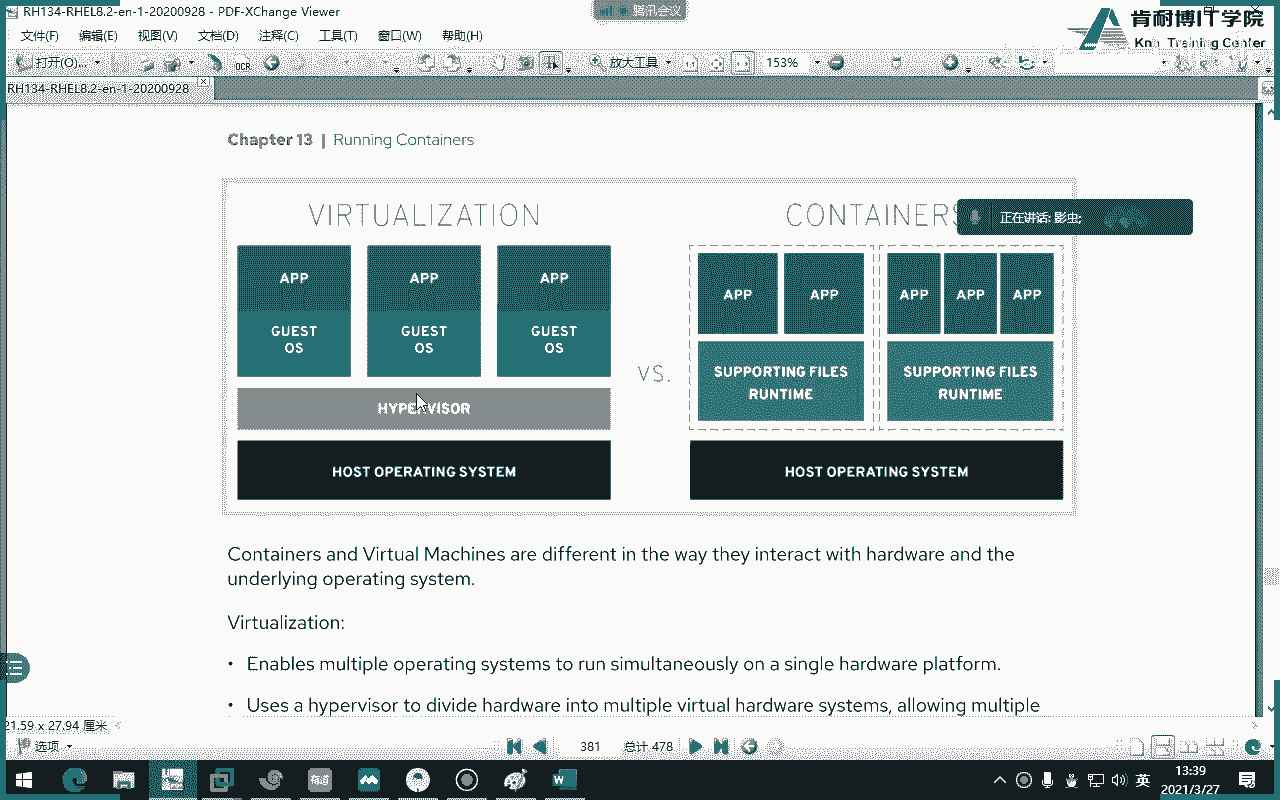 RH134-RHEL8.2-en-1-20200928 - PDF-XChange Viewer
腾讯会议
肯耐博IT学院
Training Center
文件(F) 编辑(E) 视图(V) 文档(D) 注释(C) 工具(T) 窗口(W) 帮助(H)
打开(O)... OCR 放大工具 153%
RH134-RHEL8.2-en-1-20200928
Chapter 13 | Running Containers
VIRTUALIZATION
CONTAINERS
正在讲话: 影虫;
APP APP APP
GUEST OS GUEST OS GUEST OS
HYPERVISOR
HOST OPERATING SYSTEM
VS.
APP APP APP APP APP
SUPPORTING FILES RUNTIME SUPPORTING FILES RUNTIME
HOST OPERATING SYSTEM
Containers and Virtual Machines are different in the way they interact with hardware and the
underlying operating system.
Virtualization:
• Enables multiple operating systems to run simultaneously on a single hardware platform.
• Uses a hypervisor to divide hardware into multiple virtual hardware systems, allowing multiple
21.59 x 27.94 厘米
选项 381 总计 478
有道
英
13:39
2021/3/27